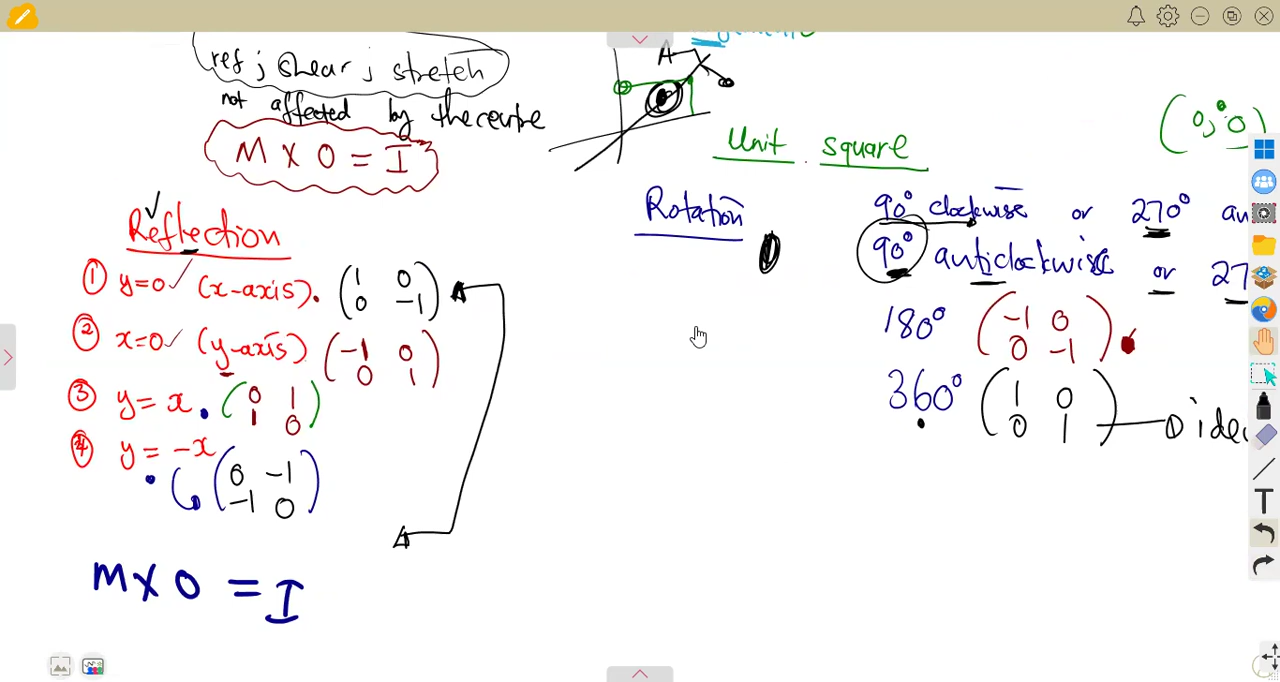 ref ; shear ; stretch
not affected by the centre
M X O = I
A
Unit square
(0, 0)
Reflection
① y=0 (x-axis). (1 0
0 -1)
② x=0 (y-axis) (-1 0
0 1)
③ y= x . (0 1
1 0)
④ y= -x
(0 -1
-1 0)
M X O = I
Rotation
90° clockwise or 270° an
90° anticlockwise or 27
180° (-1 0
0 -1)
360° (1 0
0 1)
T